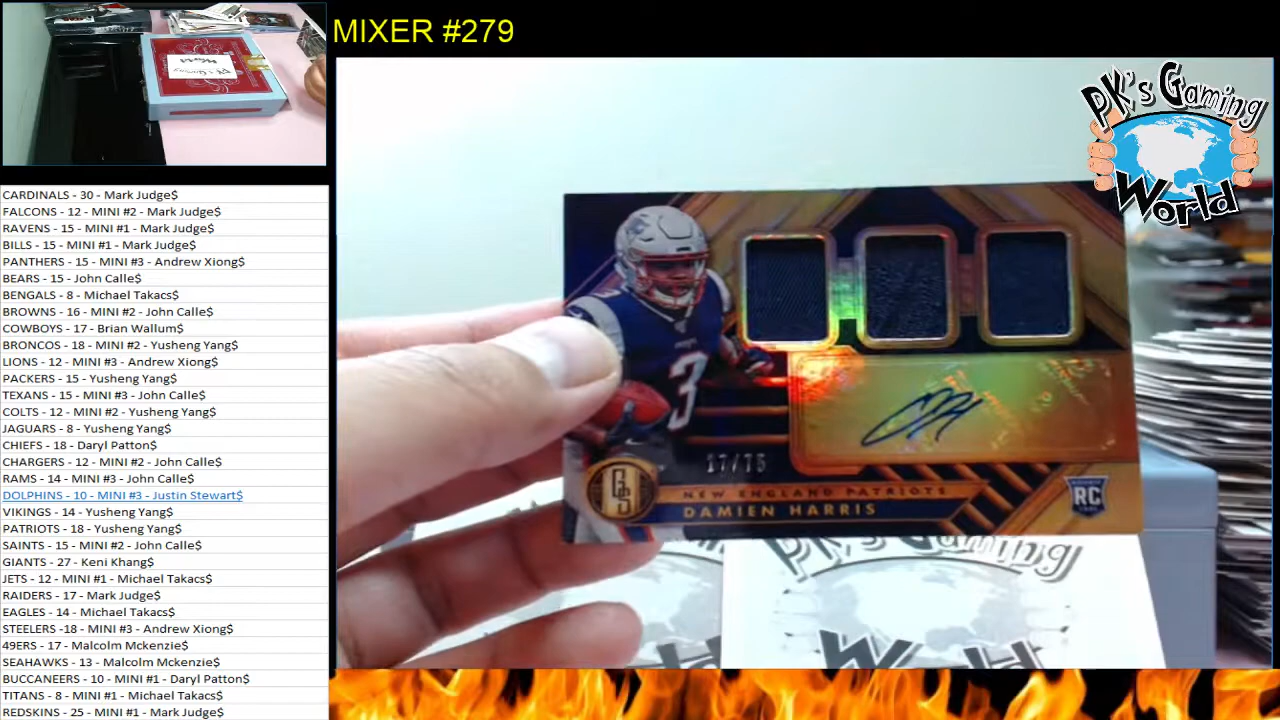 MIXER #279
PK's Gaming
World
CARDINALS - 30 - Mark Judge$
FALCONS - 12 - MINI #2 - Mark Judge$
RAVENS - 15 - MINI #1 - Mark Judge$
BILLS - 15 - MINI #1 - Mark Judge$
PANTHERS - 15 - MINI #3 - Andrew Xiong$
BEARS - 15 - John Calle$
BENGALS - 8 - Michael Takacs$
BROWNS - 16 - MINI #2 - John Calle$
COWBOYS - 17 - Brian Wallum$
BRONCOS - 18 - MINI #2 - Yusheng Yang$
LIONS - 12 - MINI #3 - Andrew Xiong$
PACKERS - 15 - Yusheng Yang$
TEXANS - 15 - MINI #3 - John Calle$
COLTS - 12 - MINI #2 - Yusheng Yang$
JAGUARS - 8 - Yusheng Yang$
CHIEFS - 18 - Daryl Patton$
CHARGERS - 12 - MINI #2 - John Calle$
RAMS - 14 - MINI #3 - John Calle$
DOLPHINS - 10 - MINI #3 - Justin Stewart$
VIKINGS - 14 - Yusheng Yang$
PATRIOTS - 18 - Yusheng Yang$
SAINTS - 15 - MINI #2 - John Calle$
GIANTS - 27 - Keni Khang$
JETS - 12 - MINI #1 - Michael Takacs$
RAIDERS - 17 - Mark Judge$
EAGLES - 14 - Michael Takacs$
STEELERS -18 - MINI #3 - Andrew Xiong$
49ERS - 17 - Malcolm Mckenzie$
SEAHAWKS - 13 - Malcolm Mckenzie$
BUCCANEERS - 10 - MINI #1 - Daryl Patton$
TITANS - 8 - MINI #1 - Michael Takacs$
REDSKINS - 25 - MINI #1 - Mark Judge$
3
17/75
GS
NEW ENGLAND PATRIOTS
DAMIEN HARRIS
RC
PK's Gaming
World